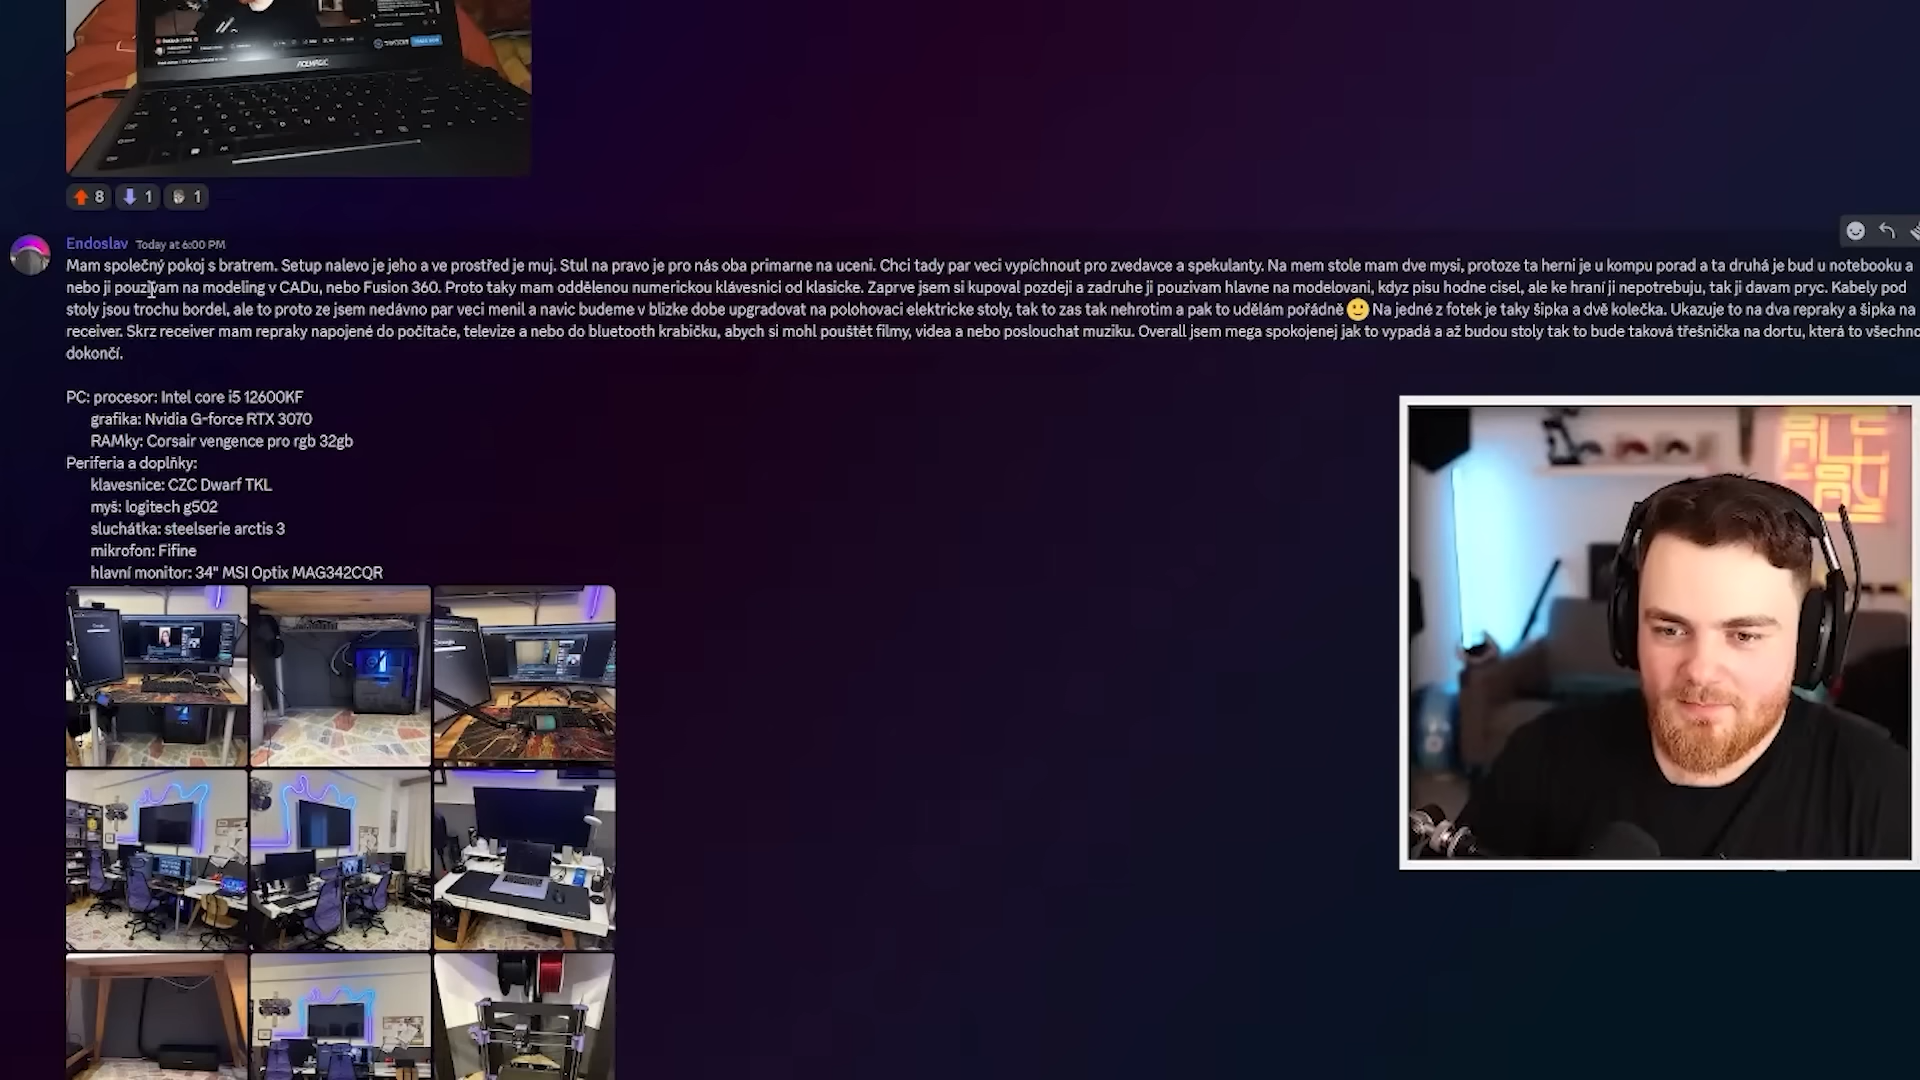 ACEMAGIC
8 1 1
Endoslav Today at 6:00 PM
Mam společný pokoj s bratrem. Setup nalevo je jeho a ve prostřed je muj. Stul na pravo je pro nás oba primarne na uceni. Chci tady par veci vypíchnout pro zvedavce a spekulanty. Na mem stole mam dve mysi, protoze ta herni je u kompu porad a ta druhá je bud u notebooku a
nebo ji pouzivam na modeling v CADu, nebo Fusion 360. Proto taky mam oddělenou numerickou klávesnici od klasicke. Zaprve jsem si kupoval pozdeji a zadruhe ji pouzivam hlavne na modelovani, kdyz pisu hodne cisel, ale ke hraní ji nepotrebuju, tak ji davam pryc. Kabely pod
stoly jsou trochu bordel, ale to proto ze jsem nedávno par veci menil a navic budeme v blizke dobe upgradovat na polohovaci elektricke stoly, tak to zas tak nehrotim a pak to udělám pořádně 🙂 Na jedné z fotek je taky šipka a dvě kolečka. Ukazuje to na dva repraky a šipka na
receiver. Skrz receiver mam repraky napojené do počítače, televize a nebo do bluetooth krabičku, abych si mohl pouštět filmy, videa a nebo poslouchat muziku. Overall jsem mega spokojenej jak to vypadá a až budou stoly tak to bude taková třešnička na dortu, která to všechno
dokončí.
PC: procesor: Intel core i5 12600KF
grafika: Nvidia G-force RTX 3070
RAMky: Corsair vengence pro rgb 32gb
Periferia a doplňky:
klavesnice: CZC Dwarf TKL
myš: logitech g502
sluchátka: steelserie arctis 3
mikrofon: Fifine
hlavní monitor: 34" MSI Optix MAG342CQR